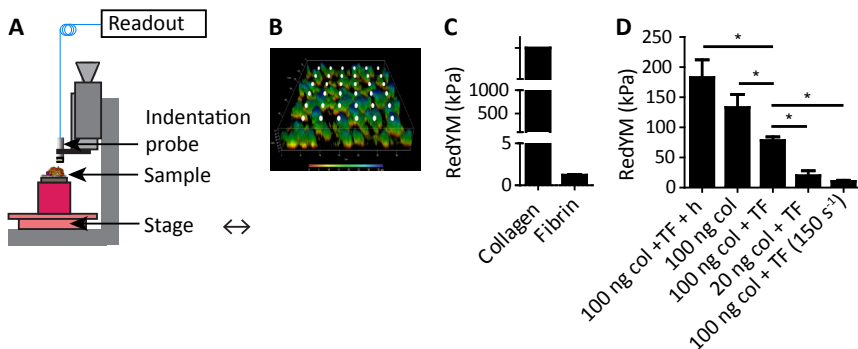 A
Readout
Indentation
probe
Sample
Stage
B
C
RedYM (kPa)
1000
500
5
0
Collagen
Fibrin
D
RedYM (kPa)
250
200
150
100
50
0
* * * *
100 ng col +TF + h
100 ng col
100 ng col + TF
20 ng col + TF
100 ng col + TF (150 s⁻¹)